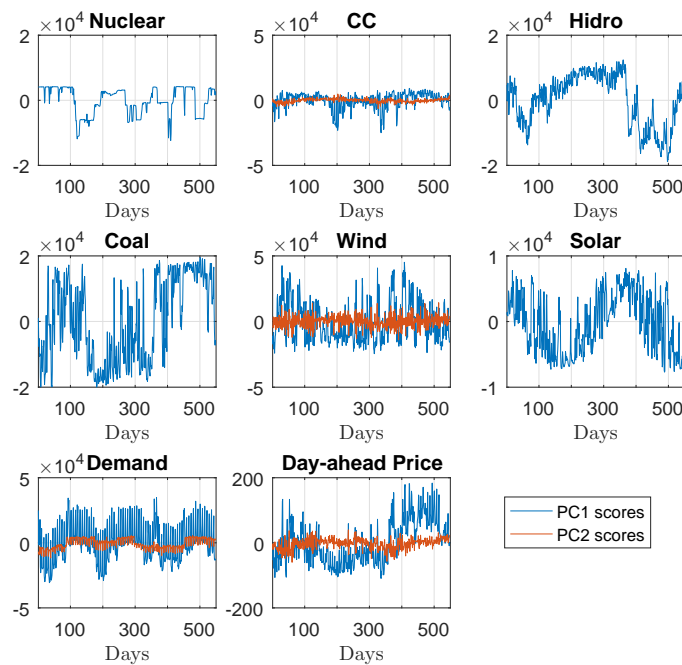 Nuclear
×10⁴
2
0
-2
100 300 500
Days
CC
×10⁴
5
0
-5
100 300 500
Days
Hidro
×10⁴
2
0
-2
100 300 500
Days
Coal
×10⁴
2
0
-2
100 300 500
Days
Wind
×10⁴
5
0
-5
100 300 500
Days
Solar
×10⁴
1
0
-1
100 300 500
Days
Demand
×10⁴
5
0
-5
100 300 500
Days
Day-ahead Price
200
0
-200
100 300 500
Days
PC1 scores
PC2 scores